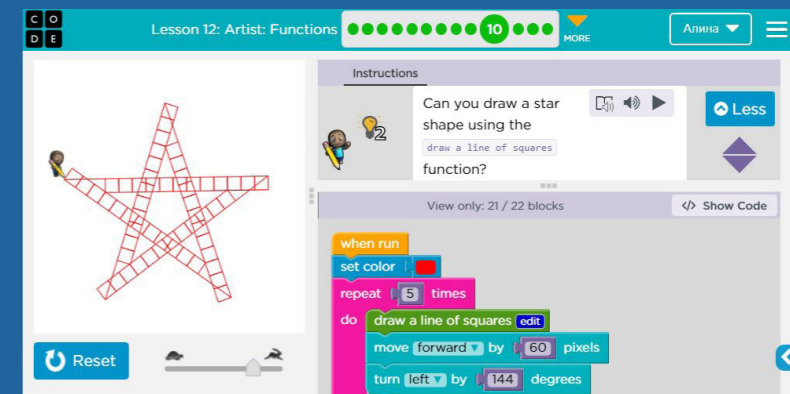 CO
DE
Lesson 12: Artist: Functions
10
MORE
Алина
Instructions
Can you draw a star
shape using the
draw a line of squares
function?
2
Less
View only: 21 / 22 blocks
</> Show Code
when run
set color
repeat 5 times
do draw a line of squares edit
move forward by 60 pixels
turn left by 144 degrees
Reset